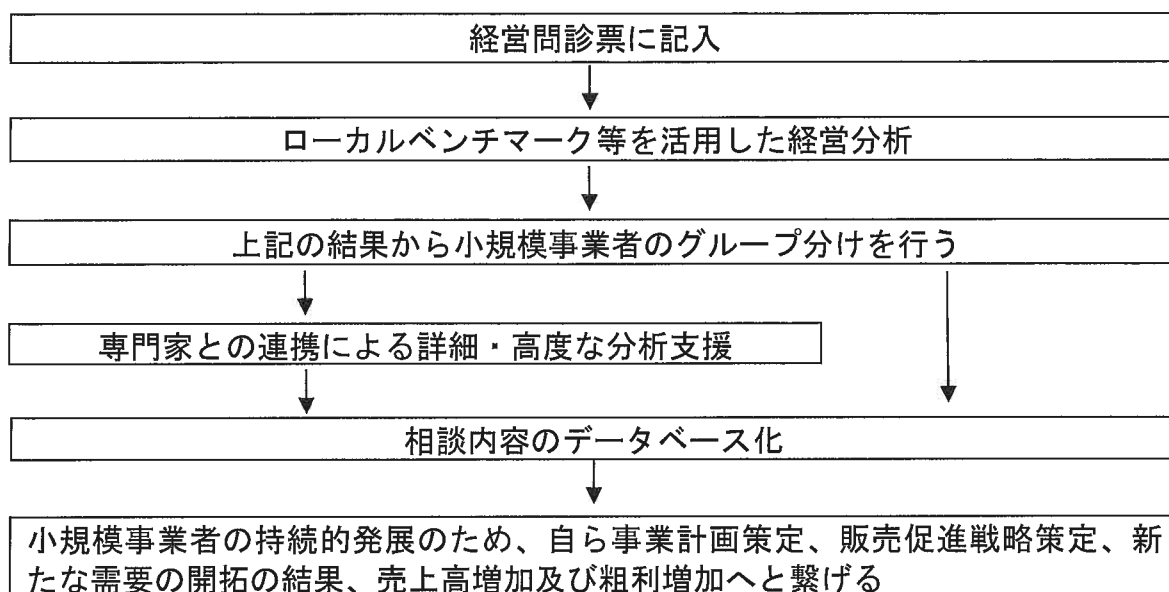 経営問診票に記入
ローカルベンチマーク等を活用した経営分析
上記の結果から小規模事業者のグループ分けを行う
専門家との連携による詳細・高度な分析支援
相談内容のデータベース化
小規模事業者の持続的発展のため、自ら事業計画策定、販売促進戦略策定、新
たな需要の開拓の結果、売上高増加及び粗利増加へと繋げる